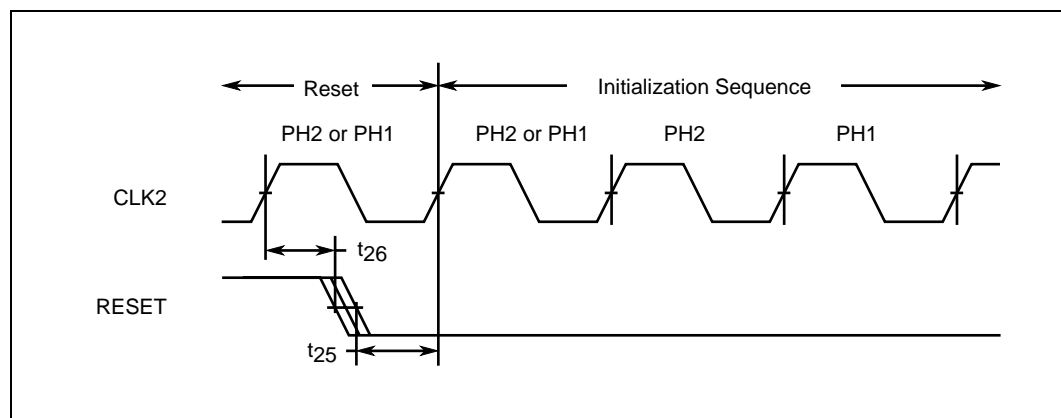 Reset Initialization Sequence
PH2 or PH1 PH2 or PH1 PH2 PH1
CLK2
t26
RESET
t25